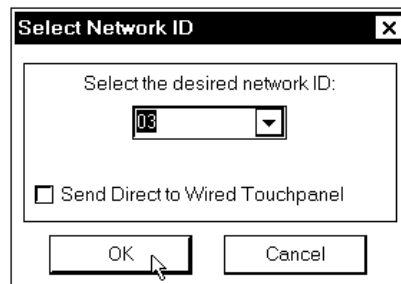 Select Network ID
Select the desired network ID:
03
Send Direct to Wired Touchpanel
OK
Cancel